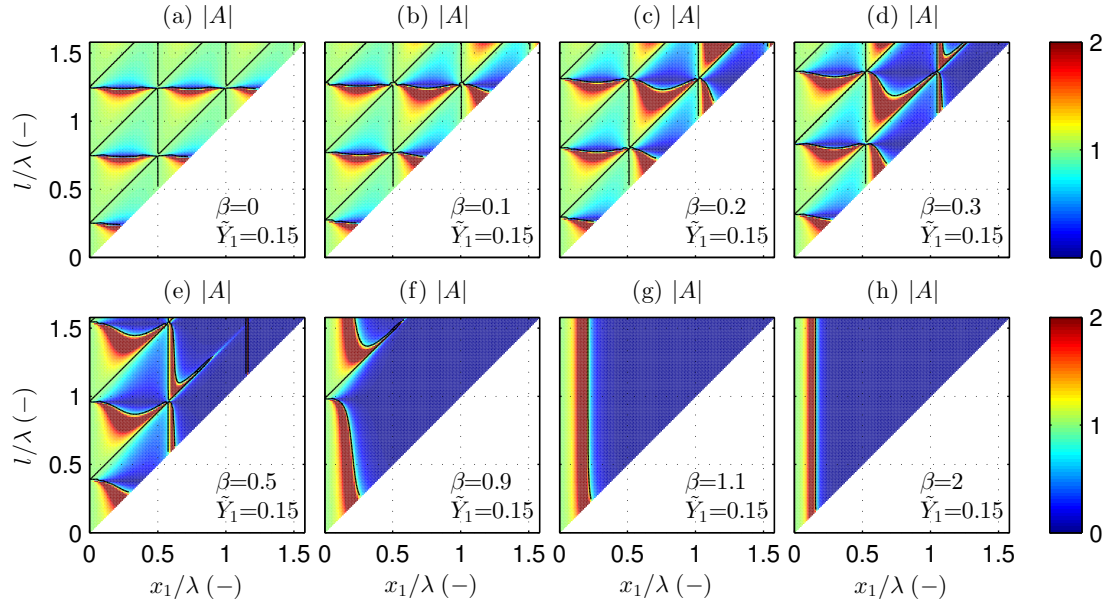 (a) |A| (b) |A| (c) |A| (d) |A|
1.5
1
0.5
0
l/λ (−)
β=0
Ỹ₁=0.15
β=0.1
Ỹ₁=0.15
β=0.2
Ỹ₁=0.15
β=0.3
Ỹ₁=0.15
2
1
0
(e) |A| (f) |A| (g) |A| (h) |A|
1.5
1
0.5
0
l/λ (−)
β=0.5
Ỹ₁=0.15
β=0.9
Ỹ₁=0.15
β=1.1
Ỹ₁=0.15
β=2
Ỹ₁=0.15
2
1
0
0 0.5 1 1.5 0 0.5 1 1.5 0 0.5 1 1.5 0 0.5 1 1.5
x₁/λ (−) x₁/λ (−) x₁/λ (−) x₁/λ (−)